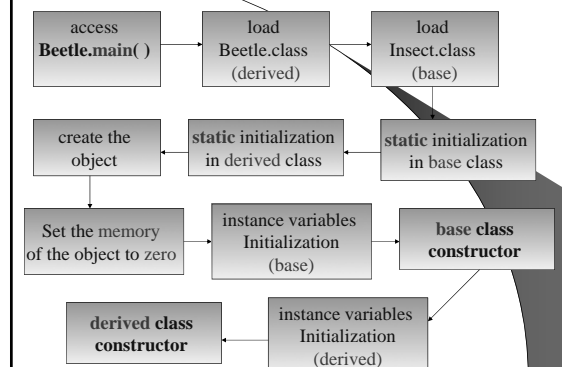 access
Beetle.main( )
load
Beetle.class
(derived)
load
Insect.class
(base)
static initialization
in base class
static initialization
in derived class
create the
object
Set the memory
of the object to zero
instance variables
Initialization
(base)
base class
constructor
instance variables
Initialization
(derived)
derived class
constructor